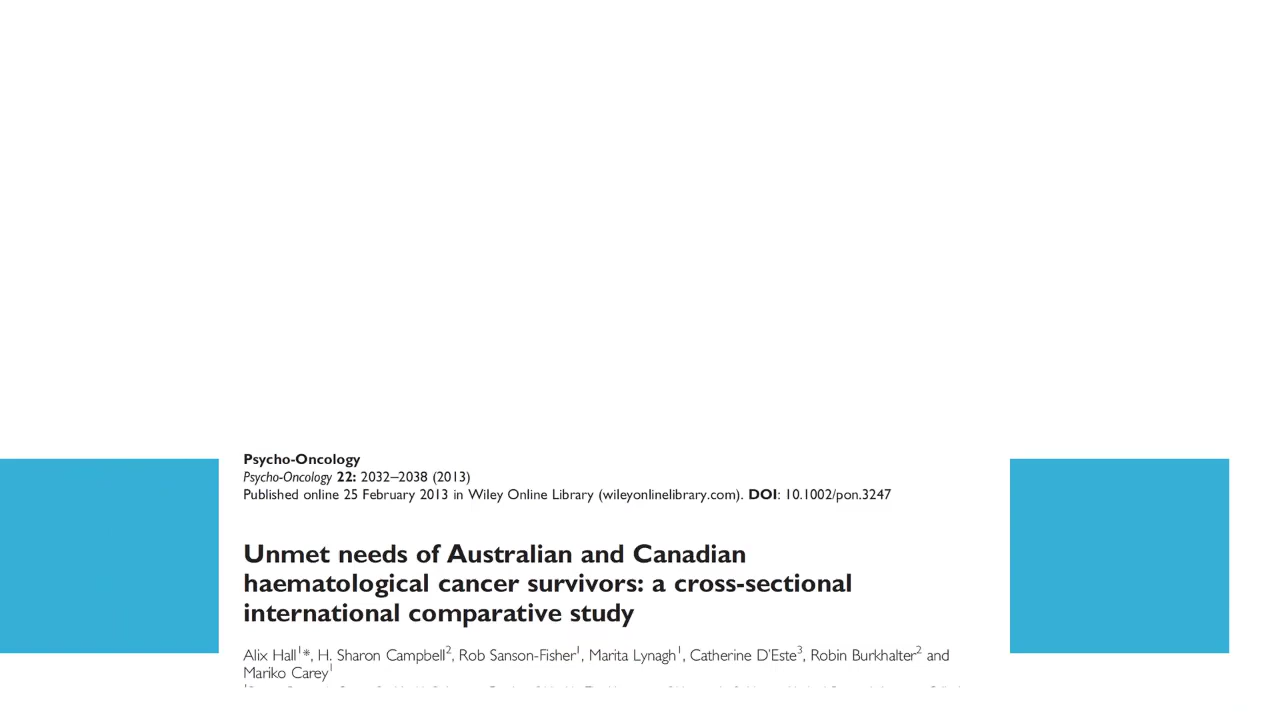 Psycho-Oncology
Psycho-Oncology 22: 2032–2038 (2013)
Published online 25 February 2013 in Wiley Online Library (wileyonlinelibrary.com). DOI: 10.1002/pon.3247
Unmet needs of Australian and Canadian
haematological cancer survivors: a cross-sectional
international comparative study
Alix Hall¹*, H. Sharon Campbell², Rob Sanson-Fisher¹, Marita Lynagh¹, Catherine D'Este³, Robin Burkhalter² and
Mariko Carey¹